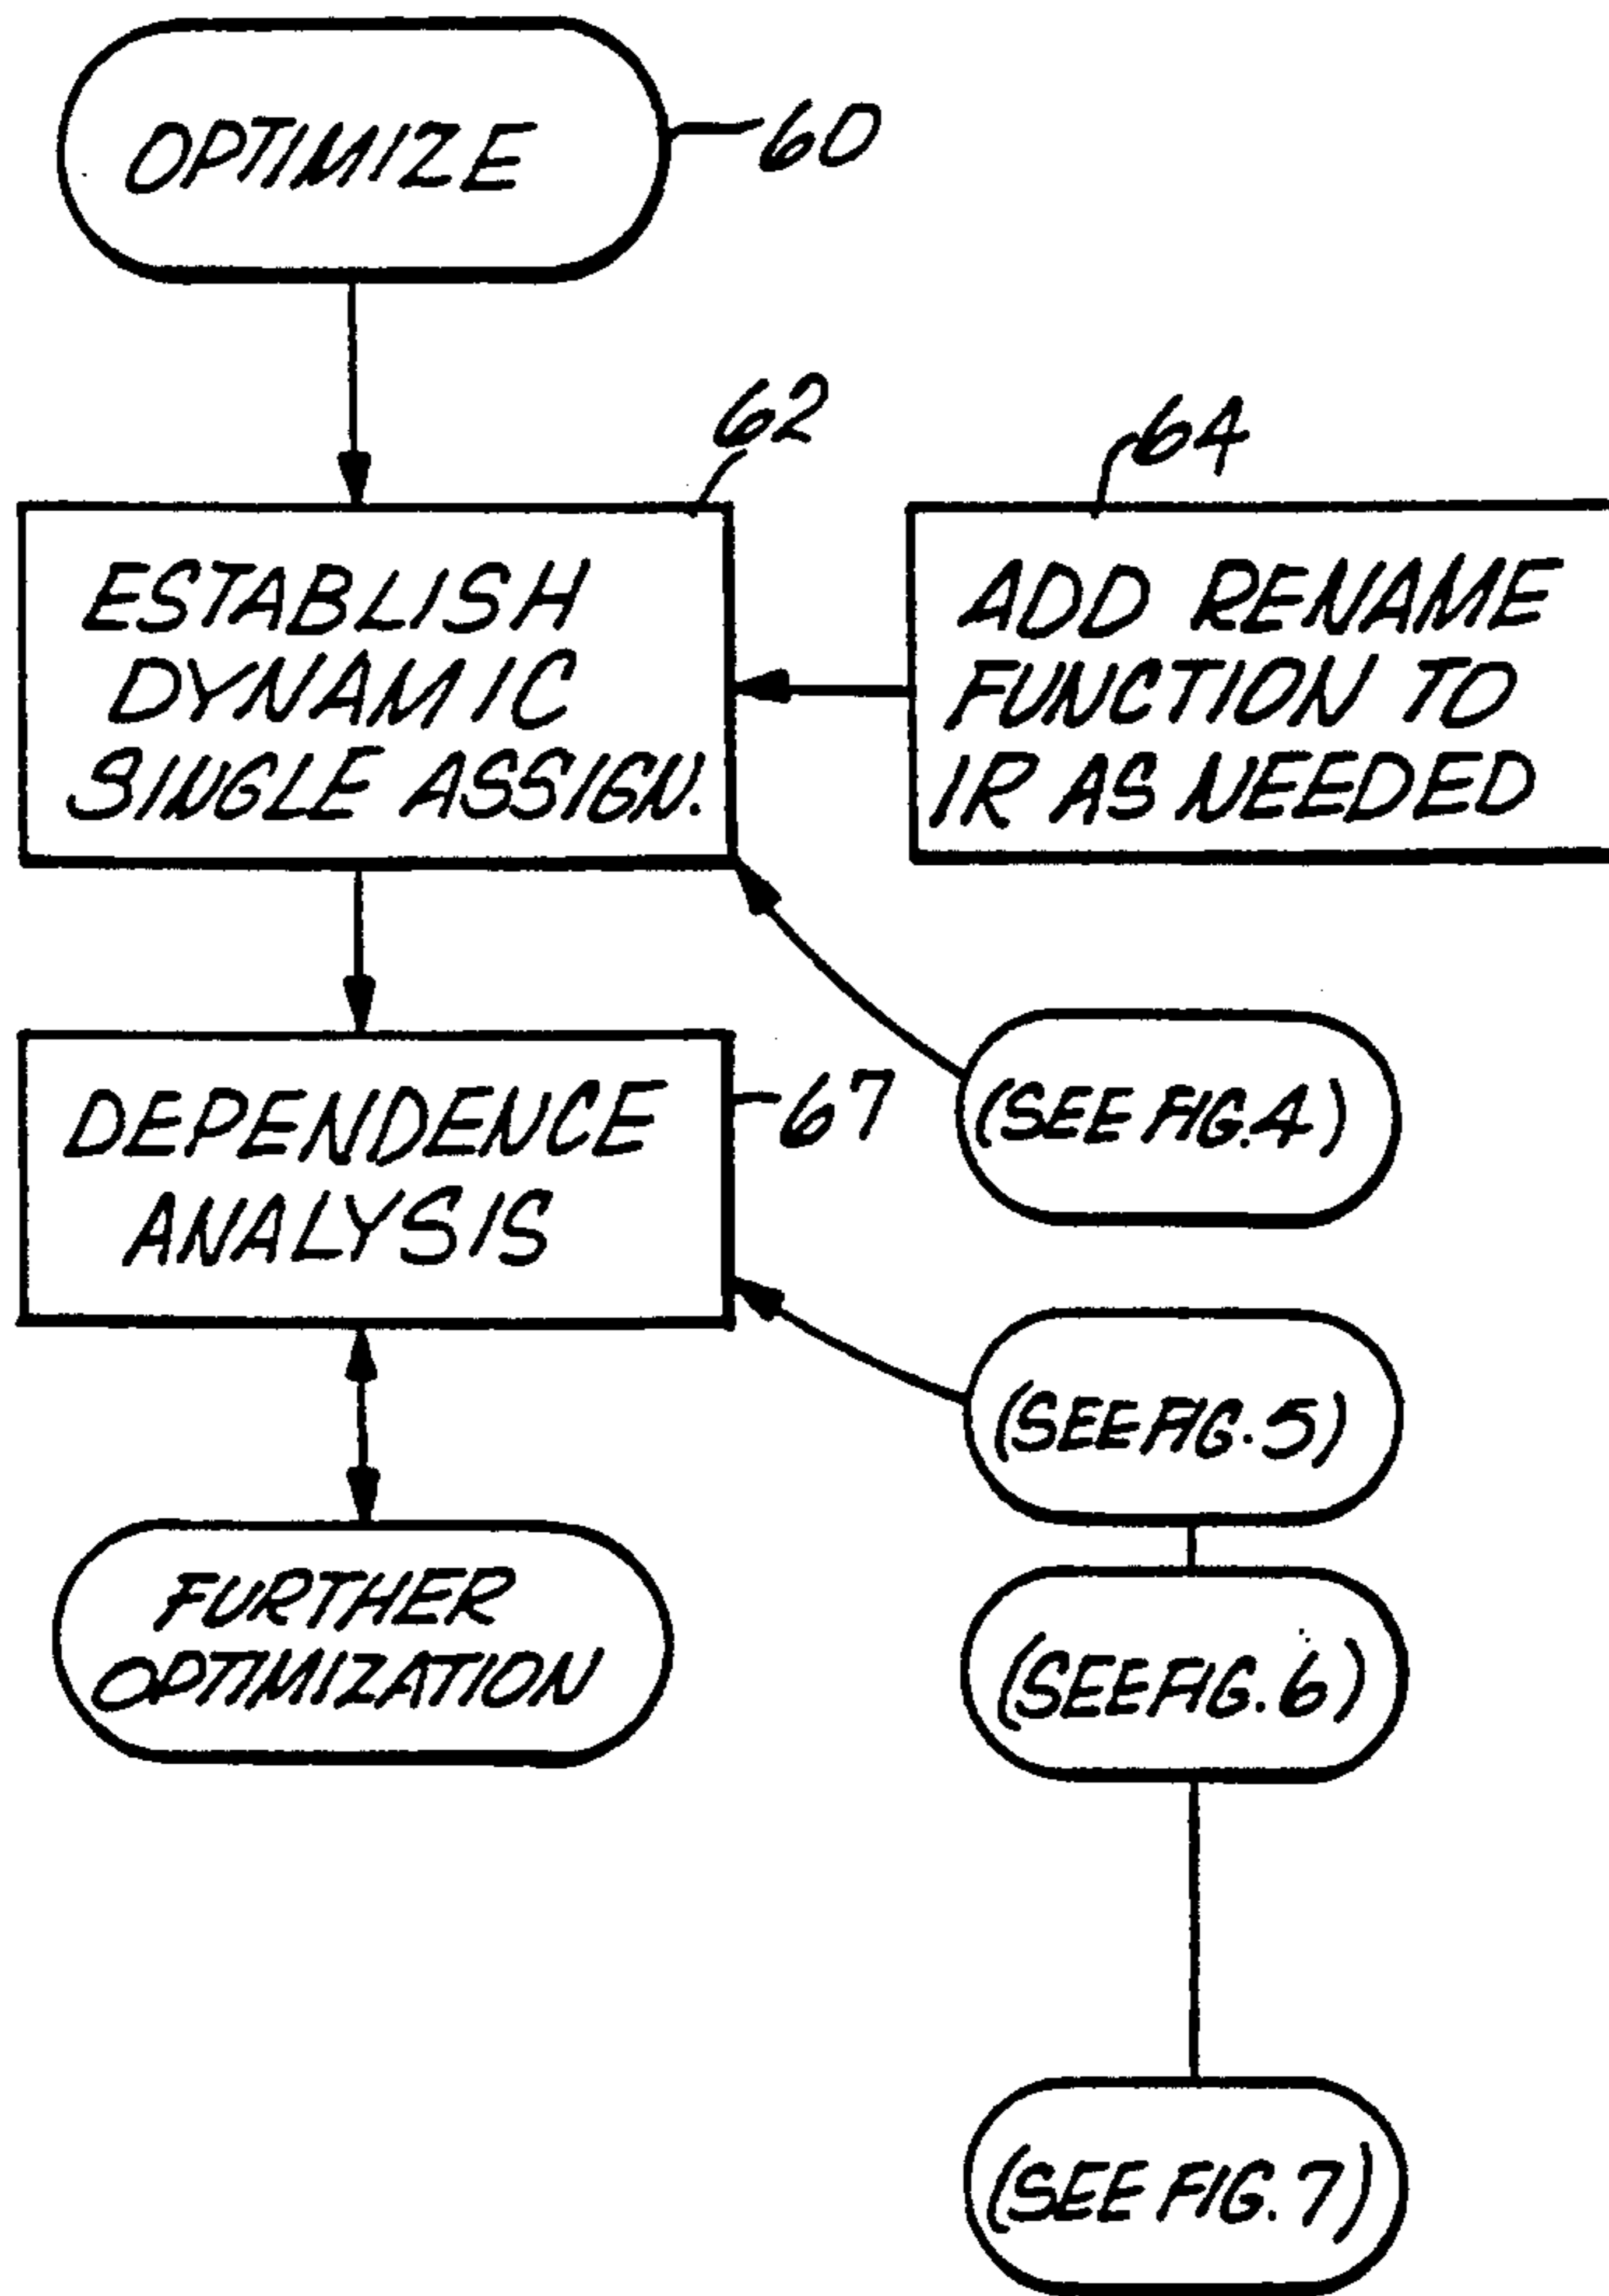 OPTIMIZE
60
62
64
ESTABLISH
DYNAMIC
SINGLE ASSIGN.
ADD RENAME
FUNCTION TO
IR AS NEEDED
DEPENDENCE
ANALYSIS
67
(SEE FIG. 4)
(SEE FIG. 5)
FURTHER
OPTIMIZATION
(SEE FIG. 6)
(SEE FIG. 7)